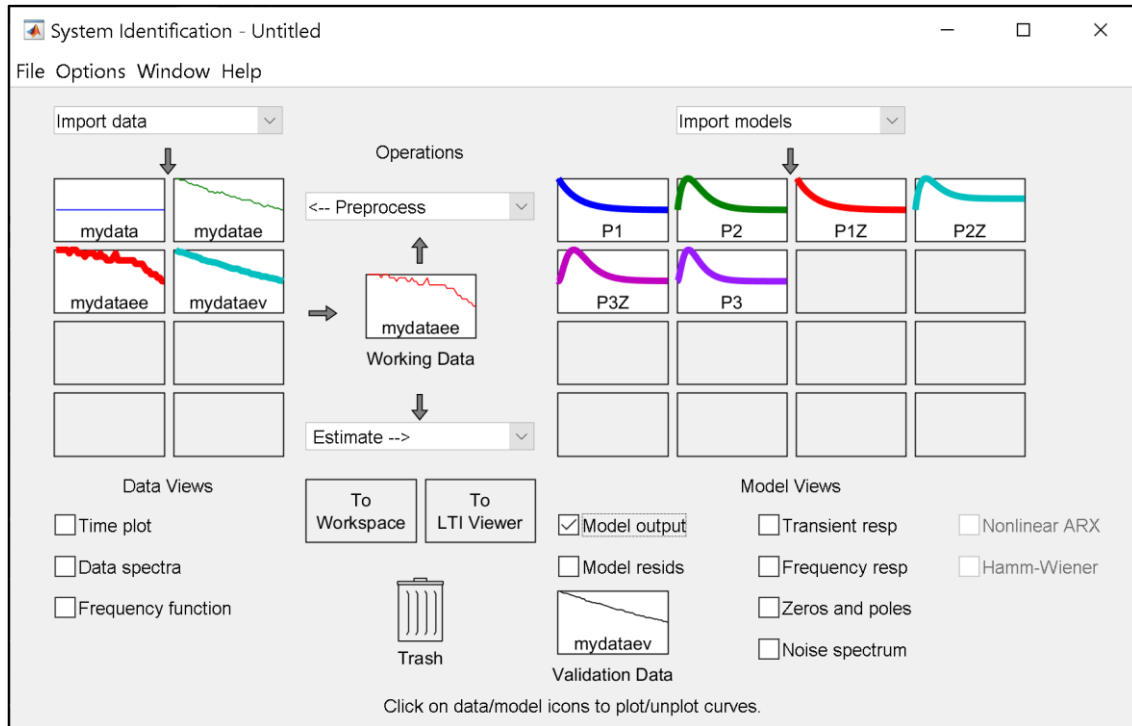 System Identification - Untitled
File Options Window Help
Import data
Import models
Operations
mydata
mydatae
<-- Preprocess
P1
P2
P1Z
P2Z
mydataee
mydataev
mydataee
P3Z
P3
Working Data
Estimate -->
Data Views
To
Workspace
To
LTI Viewer
Model Views
Time plot
Model output
Transient resp
Nonlinear ARX
Data spectra
Model resids
Frequency resp
Hamm-Wiener
Frequency function
Zeros and poles
mydataev
Noise spectrum
Trash
Validation Data
Click on data/model icons to plot/unplot curves.